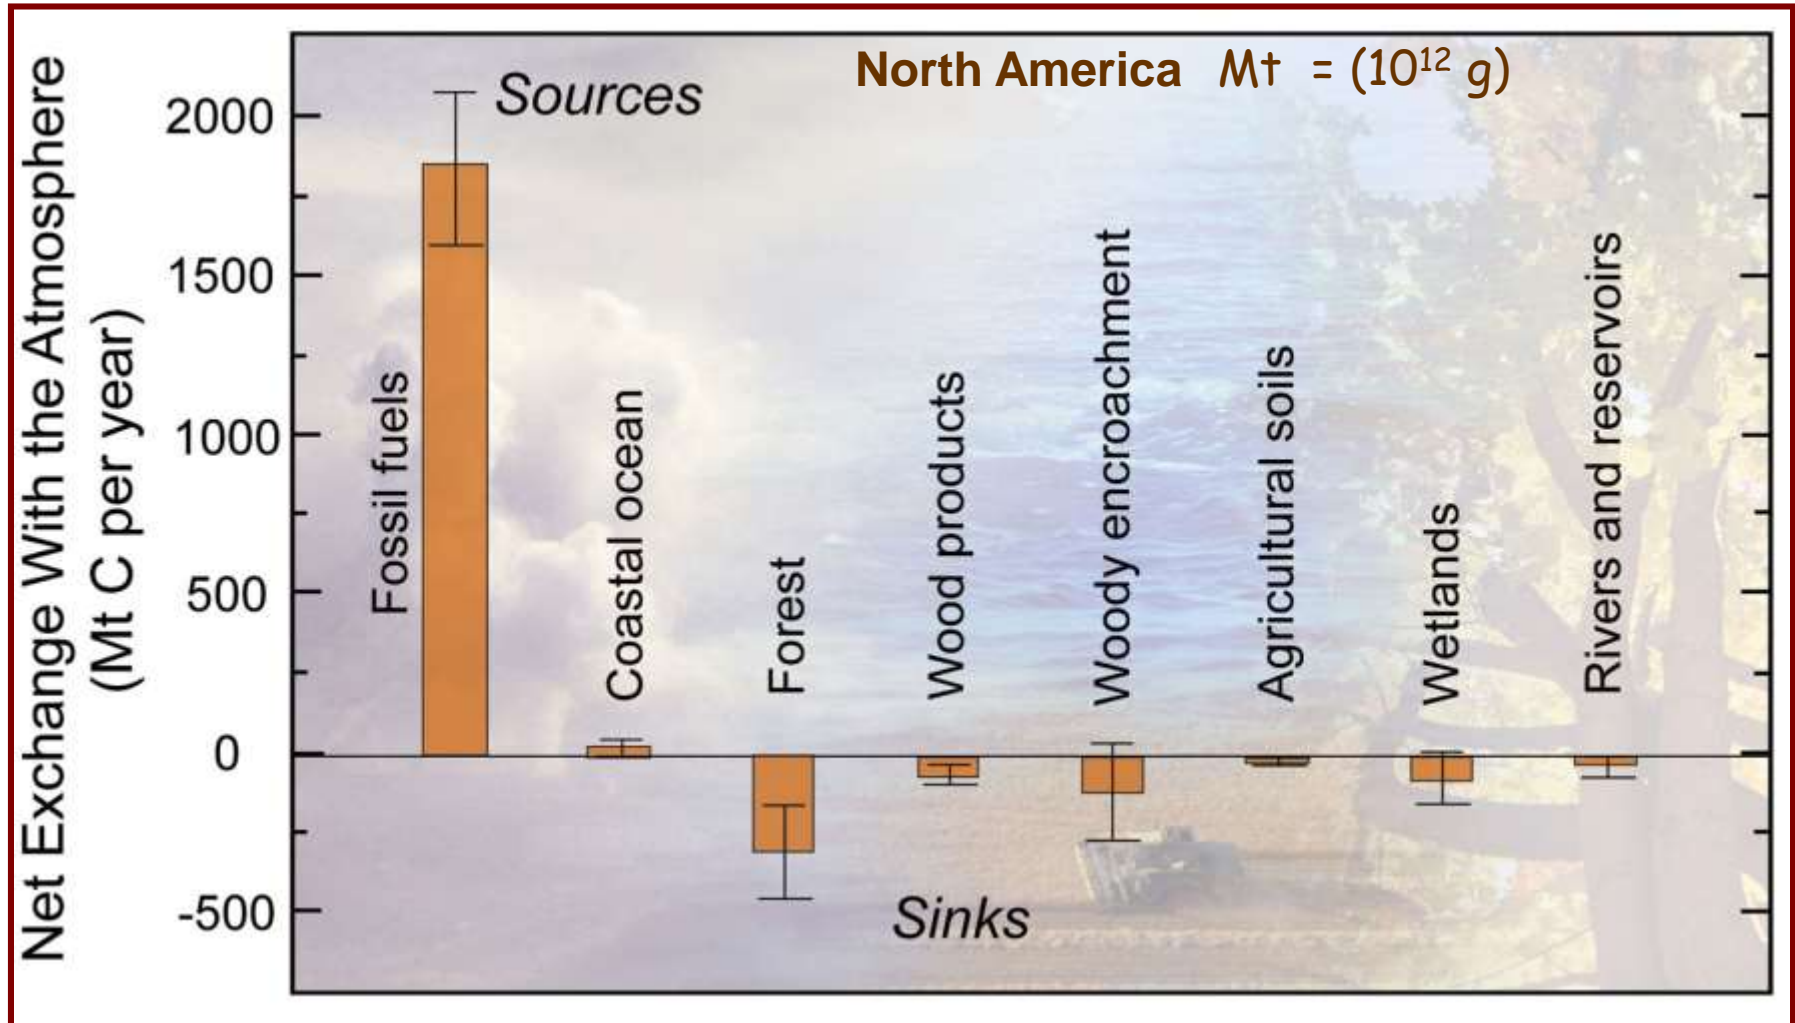 North America Mt = (10¹² g)
Sources
Net Exchange With the Atmosphere
(Mt C per year)
2000
1500
1000
500
0
-500
Fossil fuels
Coastal ocean
Forest
Wood products
Woody encroachment
Agricultural soils
Wetlands
Rivers and reservoirs
Sinks